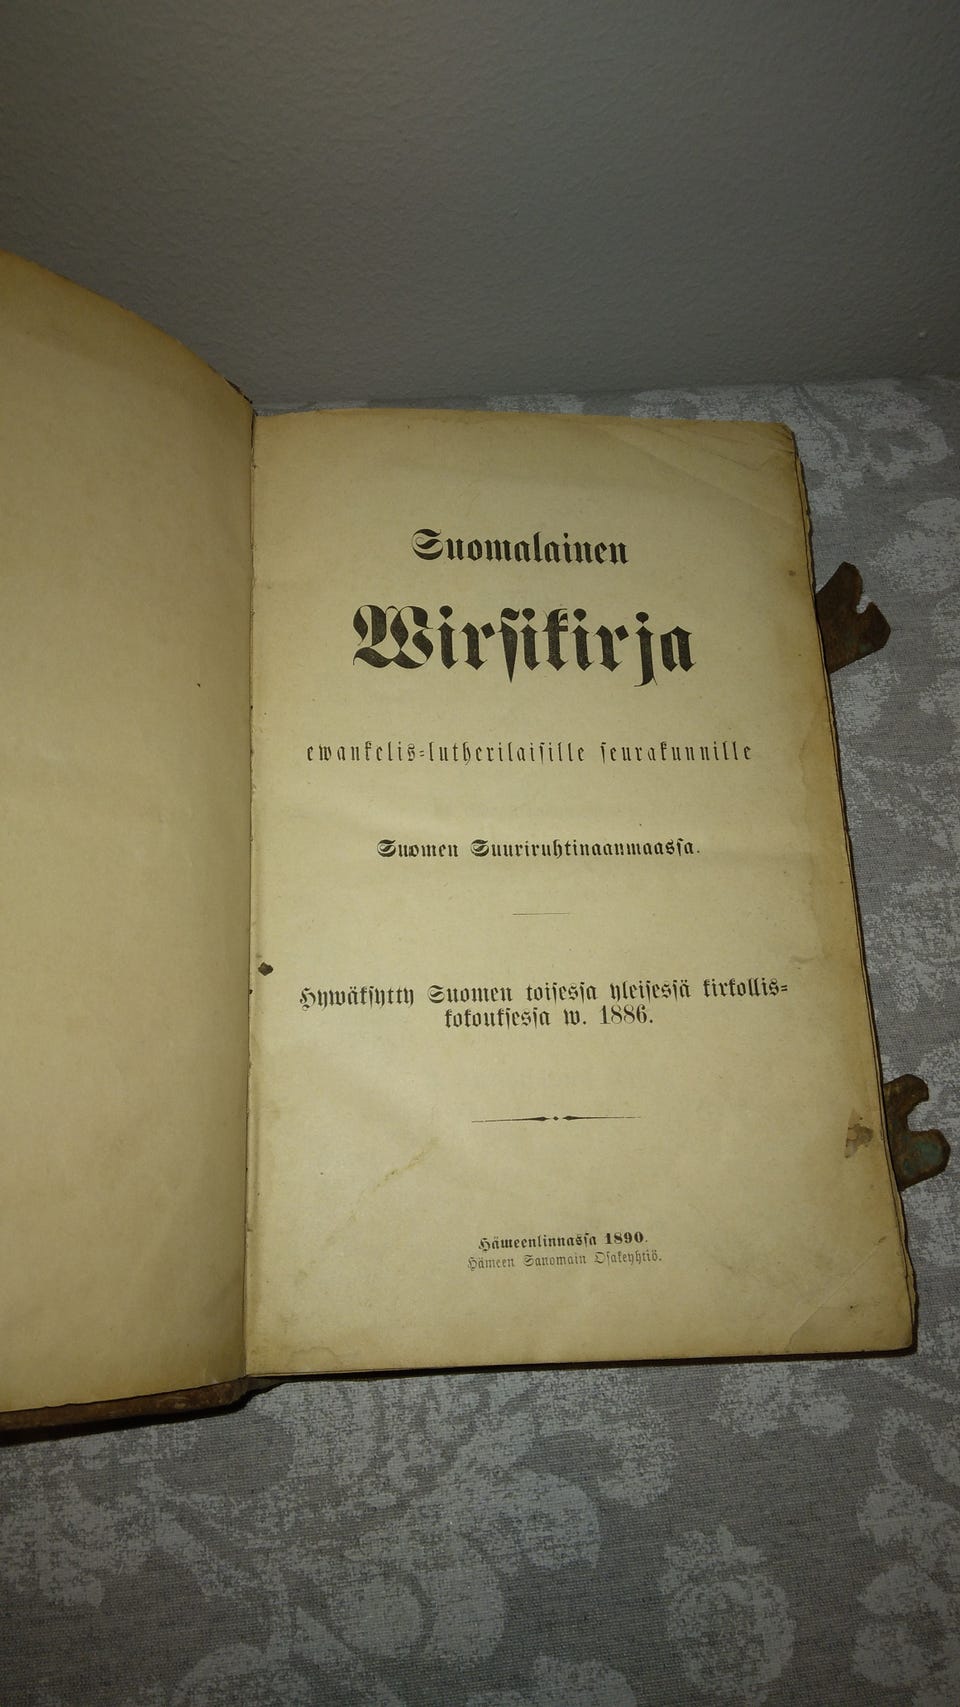 Suomalainen
Wirsikirja
ewankelis-lutherilaisille seurakunnille
Suomen Suuriruhtinaanmaassa.
Hywäksytty Suomen toisessa yleisessä kirkollis-
kokouksessa w. 1886.
Hämeenlinnassa 1890.
Hämeen Sanomain Osakeyhtiö.